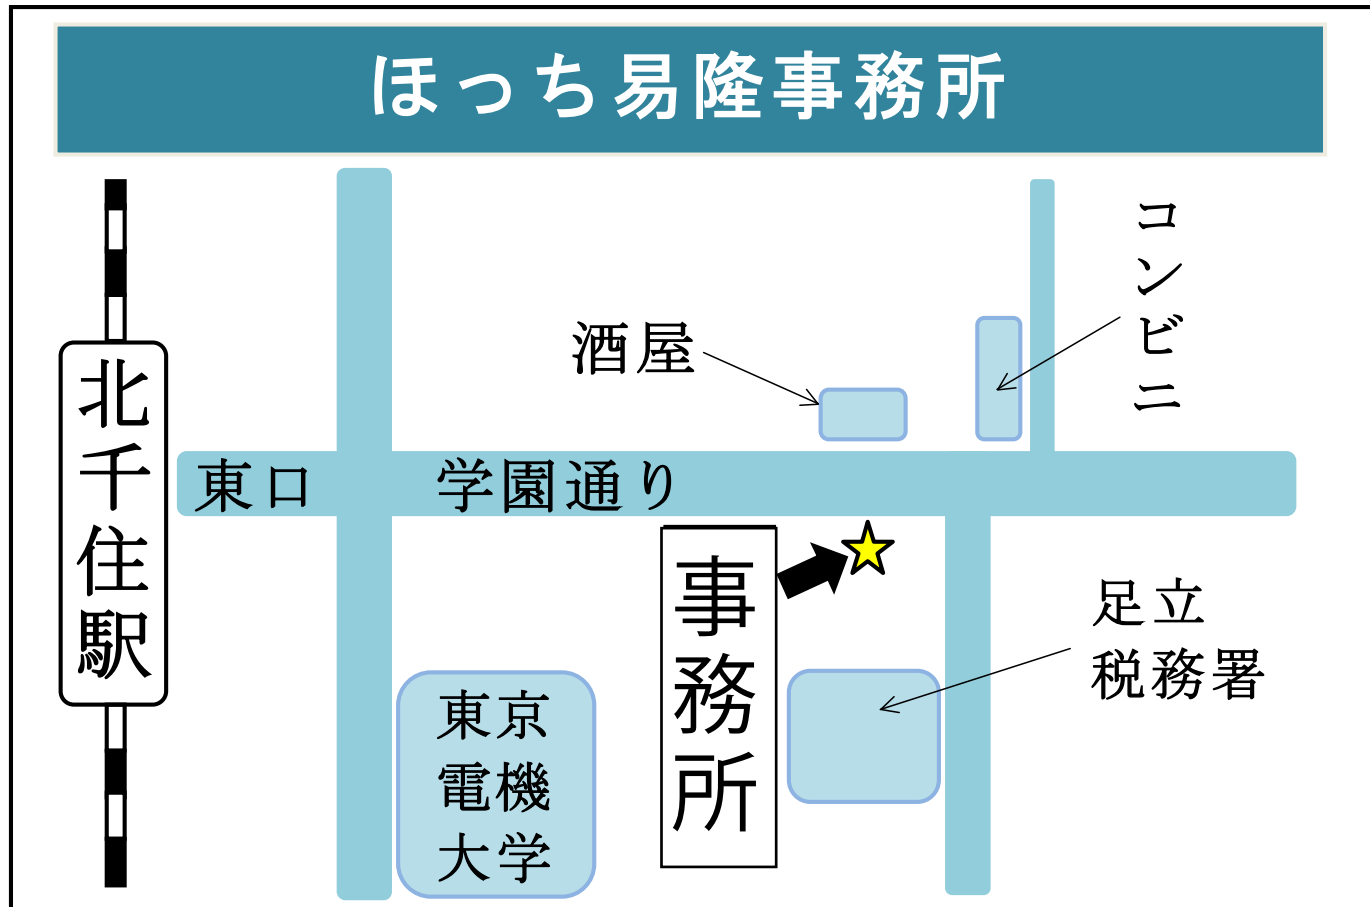 ほっち易隆事務所
北千住駅
東口
学園通り
酒屋
コンビニ
事務所
足立
税務署
東京
電機
大学